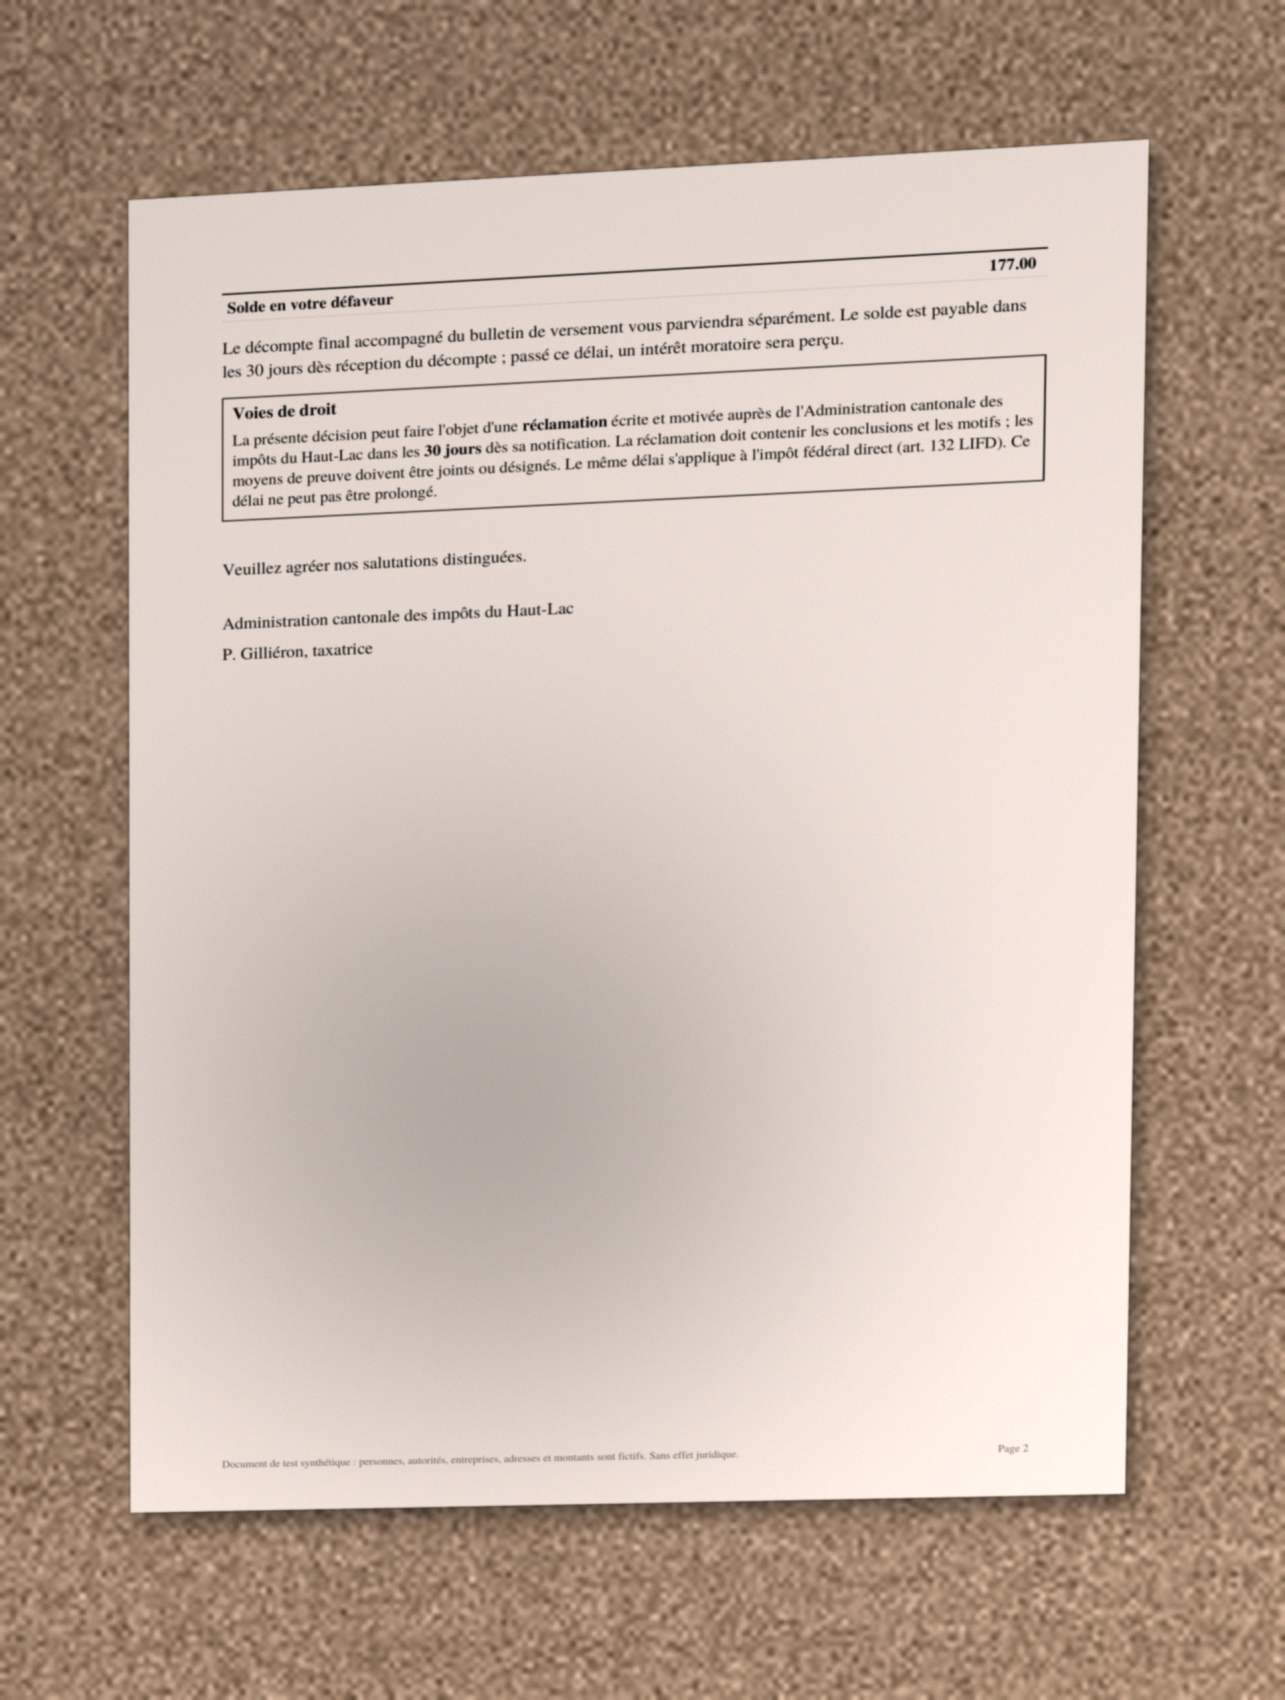 Solde en votre défaveur 177.00
Le décompte final accompagné du bulletin de versement vous parviendra séparément. Le solde est payable dans
les 30 jours dès réception du décompte ; passé ce délai, un intérêt moratoire sera perçu.
Voies de droit
La présente décision peut faire l'objet d'une réclamation écrite et motivée auprès de l'Administration cantonale des
impôts du Haut-Lac dans les 30 jours dès sa notification. La réclamation doit contenir les conclusions et les motifs ; les
moyens de preuve doivent être joints ou désignés. Le même délai s'applique à l'impôt fédéral direct (art. 132 LIFD). Ce
délai ne peut pas être prolongé.
Veuillez agréer nos salutations distinguées.
Administration cantonale des impôts du Haut-Lac
P. Gilliéron, taxatrice
Document de test synthétique : personnes, autorités, entreprises, adresses et montants sont fictifs. Sans effet juridique. Page 2